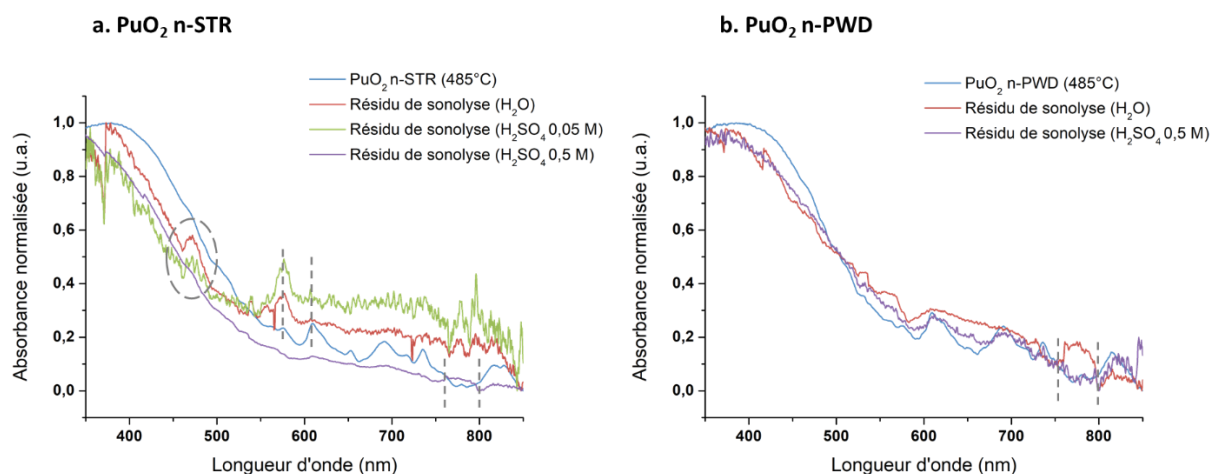 a. PuO₂ n-STR
PuO₂ n-STR (485°C)
Résidu de sonolyse (H₂O)
Résidu de sonolyse (H₂SO₄ 0,05 M)
Résidu de sonolyse (H₂SO₄ 0,5 M)
Absorbance normalisée (u.a.)
1,0
0,8
0,6
0,4
0,2
0,0
400
500
600
700
800
Longueur d'onde (nm)
b. PuO₂ n-PWD
PuO₂ n-PWD (485°C)
Résidu de sonolyse (H₂O)
Résidu de sonolyse (H₂SO₄ 0,5 M)
Absorbance normalisée (u.a.)
1,0
0,8
0,6
0,4
0,2
0,0
400
500
600
700
800
Longueur d'onde (nm)